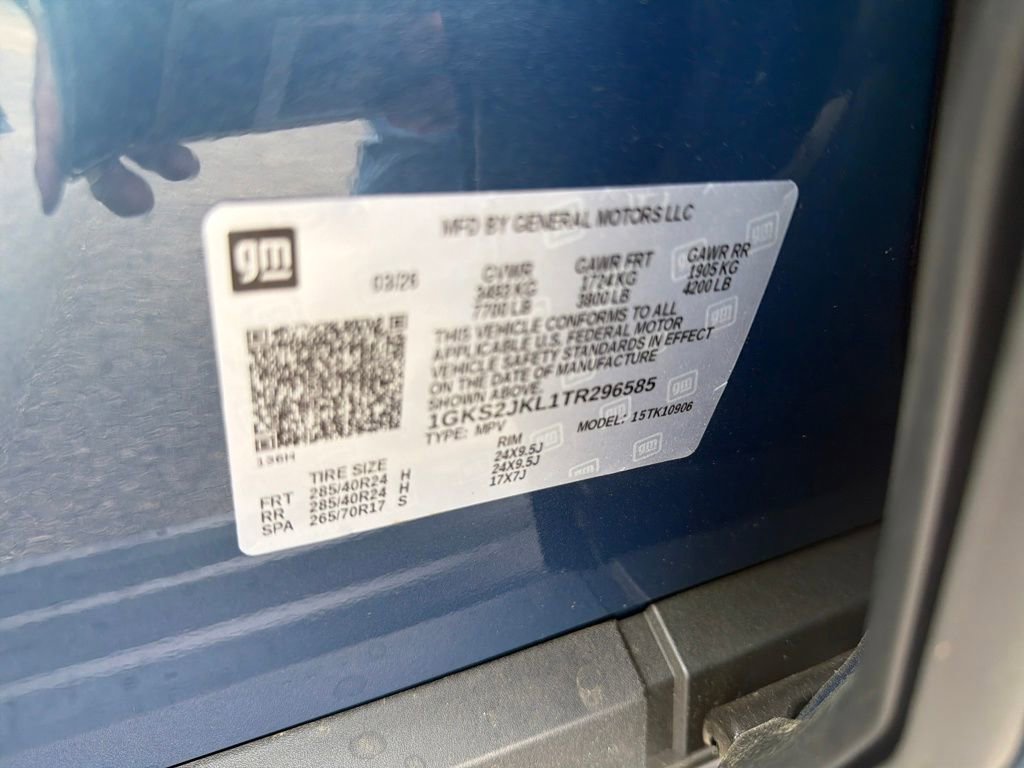 gm
MFD BY GENERAL MOTORS LLC
03/26
GVWR GAWR FRT GAWR RR
KG 1724 KG 1905 KG
LB 3800 LB 4200 LB
THIS VEHICLE CONFORMS TO ALL
APPLICABLE U.S. FEDERAL MOTOR
VEHICLE SAFETY STANDARDS IN EFFECT
ON THE DATE OF MANUFACTURE
SHOWN ABOVE.
1GKS2JKL1TR296585
TYPE: MPV MODEL: 15TK10906
TIRE SIZE RIM
FRT 285/40R24 H 24X9.5J
RR 285/40R24 H 24X9.5J
SPA 265/70R17 S 17X7J